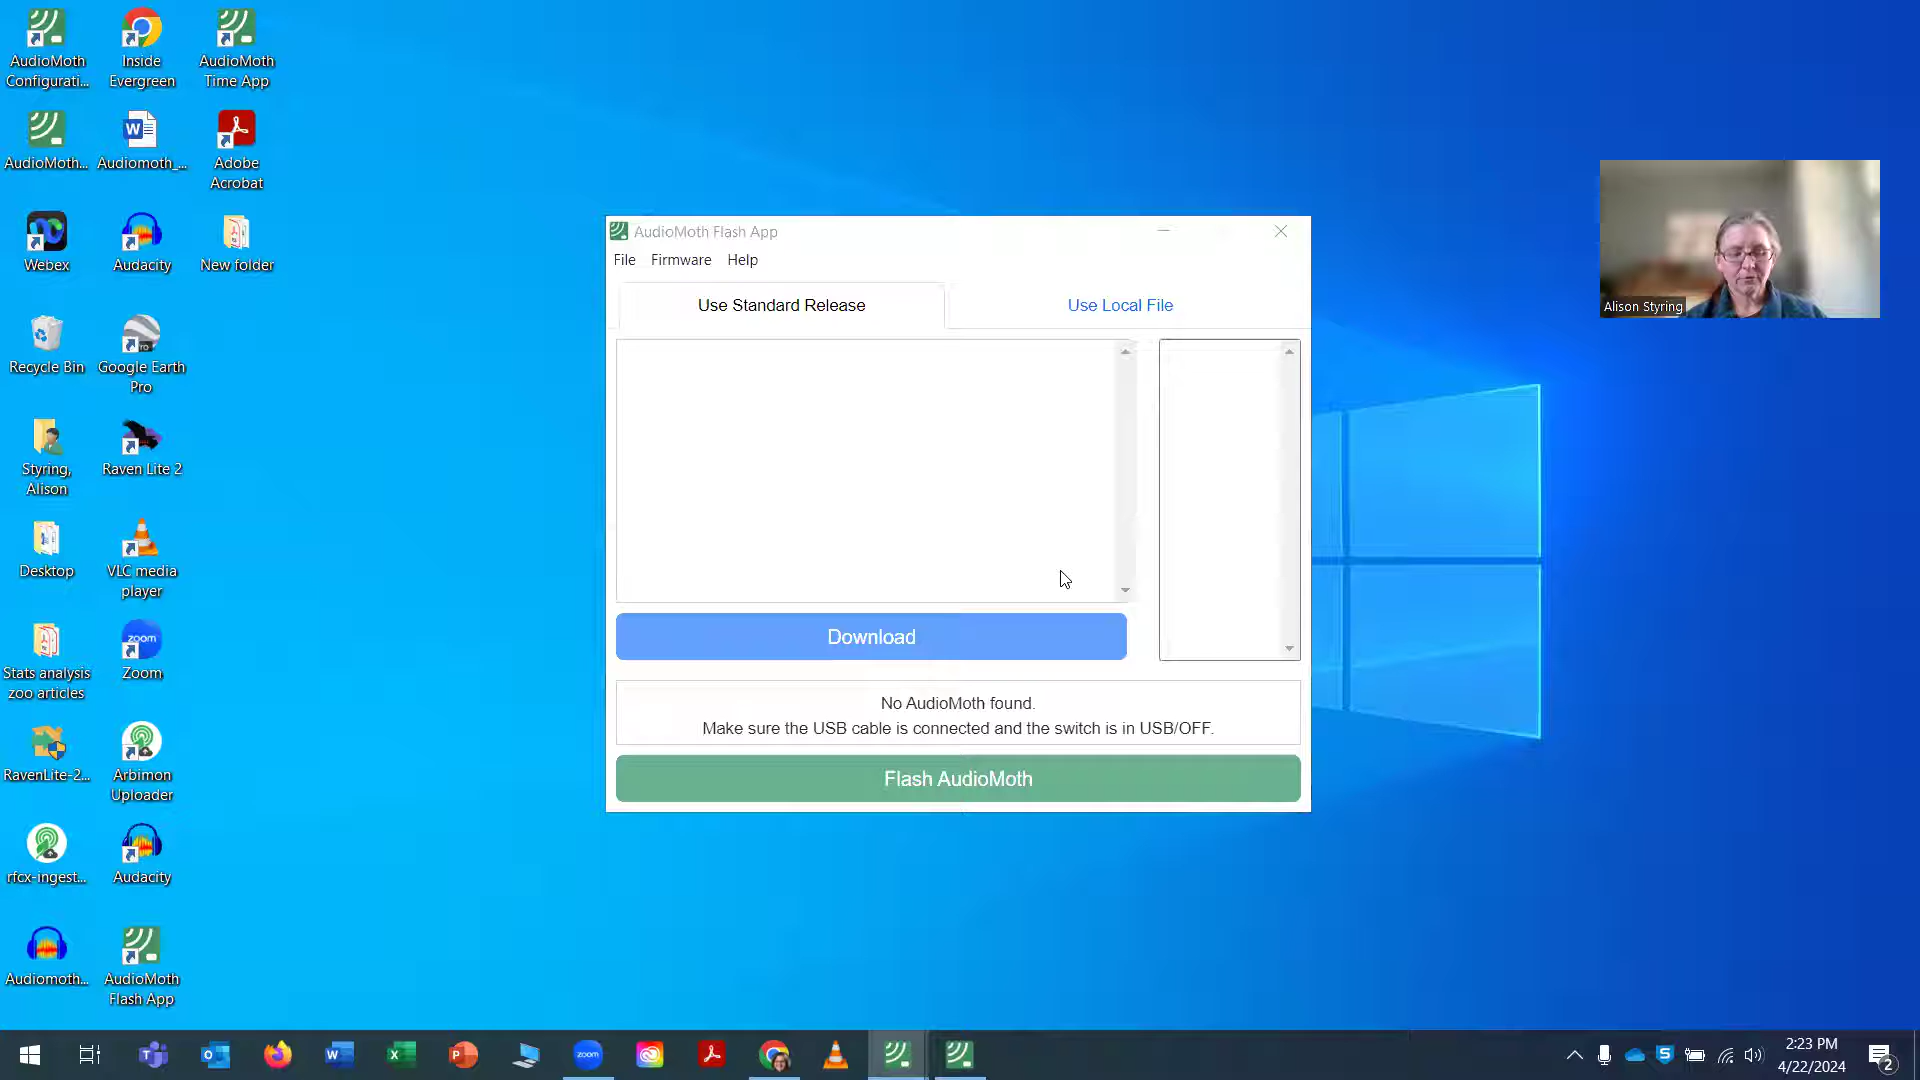 AudioMoth
Configurati...
Inside
Evergreen
AudioMoth
Time App
AudioMoth...
Audiomoth_...
Adobe
Acrobat
Webex
Audacity
New folder
Recycle Bin
Google Earth
Pro
Styring,
Alison
Raven Lite 2
Desktop
VLC media
player
Stats analysis
zoo articles
zoom
Zoom
RavenLite-2...
Arbimon
Uploader
rfcx-ingest...
Audacity
Audiomoth...
AudioMoth
Flash App
AudioMoth Flash App
File Firmware Help
Use Standard Release
Use Local File
Download
No AudioMoth found.
Make sure the USB cable is connected and the switch is in USB/OFF.
Flash AudioMoth
Alison Styring
zoom
2:23 PM
4/22/2024
2